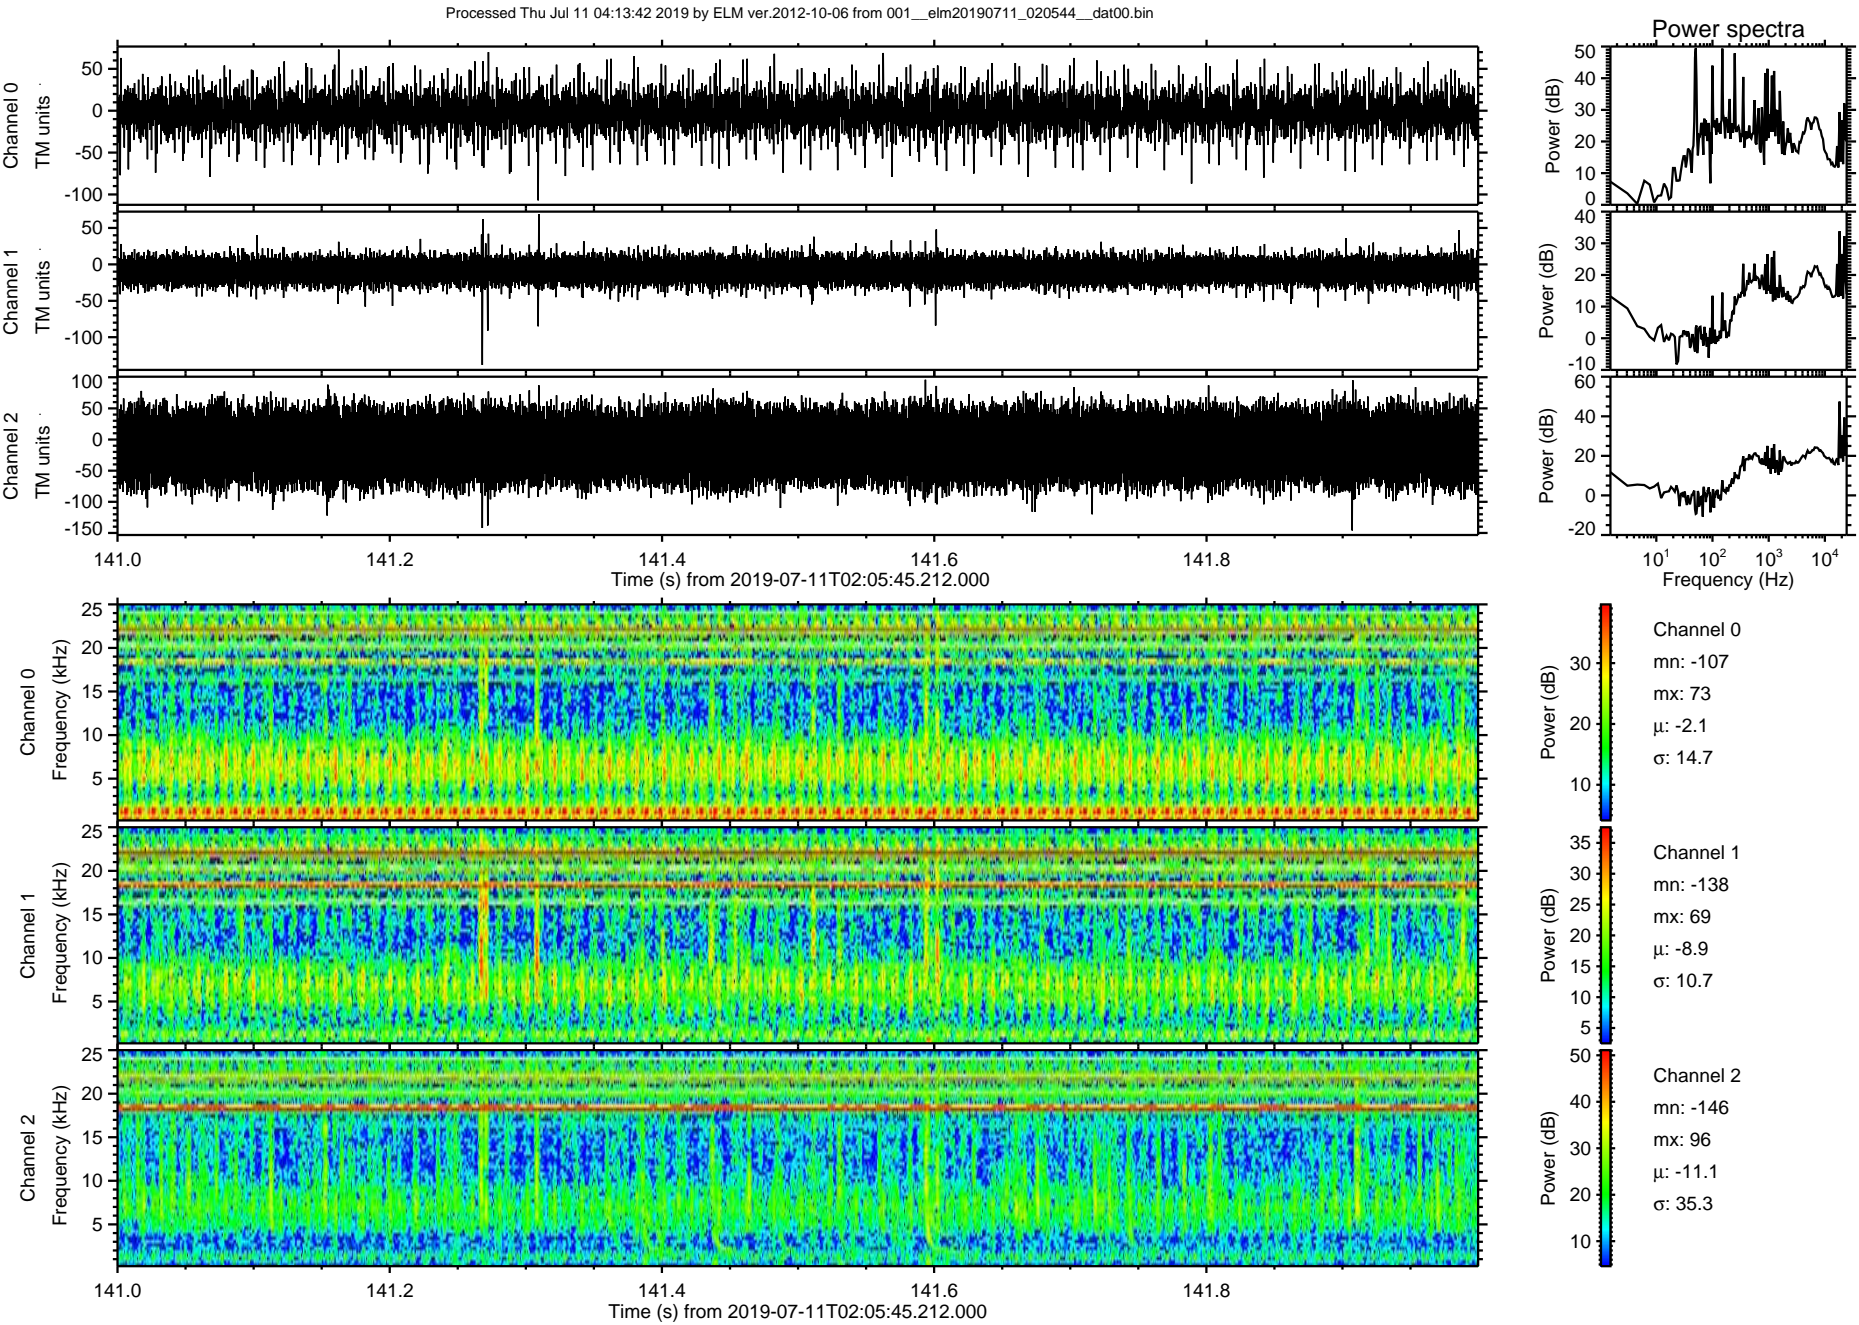 Processed Thu Jul 11 04:13:42 2019 by ELM ver.2012-10-06 from 001__elm20190711_020544__dat00.bin
Power spectra
Channel 0
TM units
50
0
-50
-100
Power (dB)
50
40
30
20
10
0
Channel 1
TM units
50
0
-50
-100
Power (dB)
40
30
20
10
0
-10
Channel 2
TM units
100
50
0
-50
-100
-150
Power (dB)
60
40
20
0
-20
141.0 141.2 141.4 141.6 141.8
Time (s) from 2019-07-11T02:05:45.212.000
10¹ 10² 10³ 10⁴
Frequency (Hz)
Channel 0
Frequency (kHz)
25
20
15
10
5
Power (dB)
30
20
10
Channel 0
mn: -107
mx: 73
µ: -2.1
σ: 14.7
Channel 1
Frequency (kHz)
25
20
15
10
5
Power (dB)
35
30
25
20
15
10
5
Channel 1
mn: -138
mx: 69
µ: -8.9
σ: 10.7
Channel 2
Frequency (kHz)
25
20
15
10
5
Power (dB)
50
40
30
20
10
Channel 2
mn: -146
mx: 96
µ: -11.1
σ: 35.3
141.0 141.2 141.4 141.6 141.8
Time (s) from 2019-07-11T02:05:45.212.000